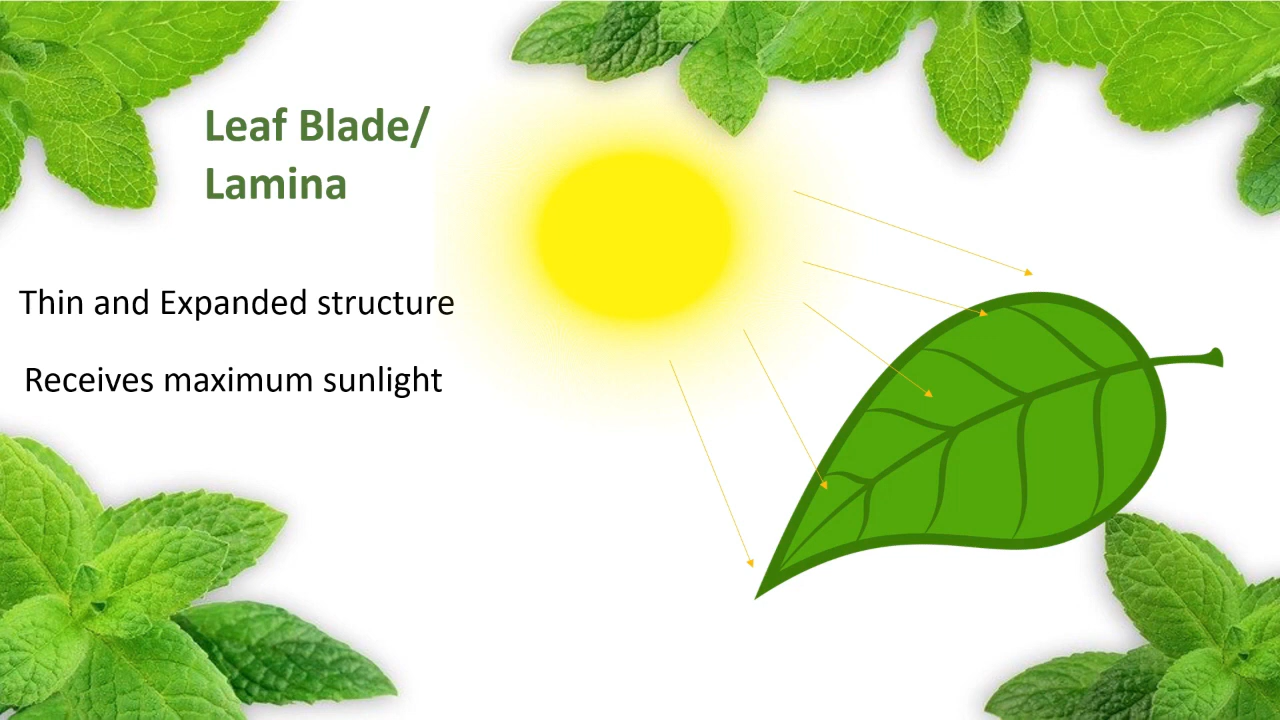 Leaf Blade/
Lamina
Thin and Expanded structure
Receives maximum sunlight